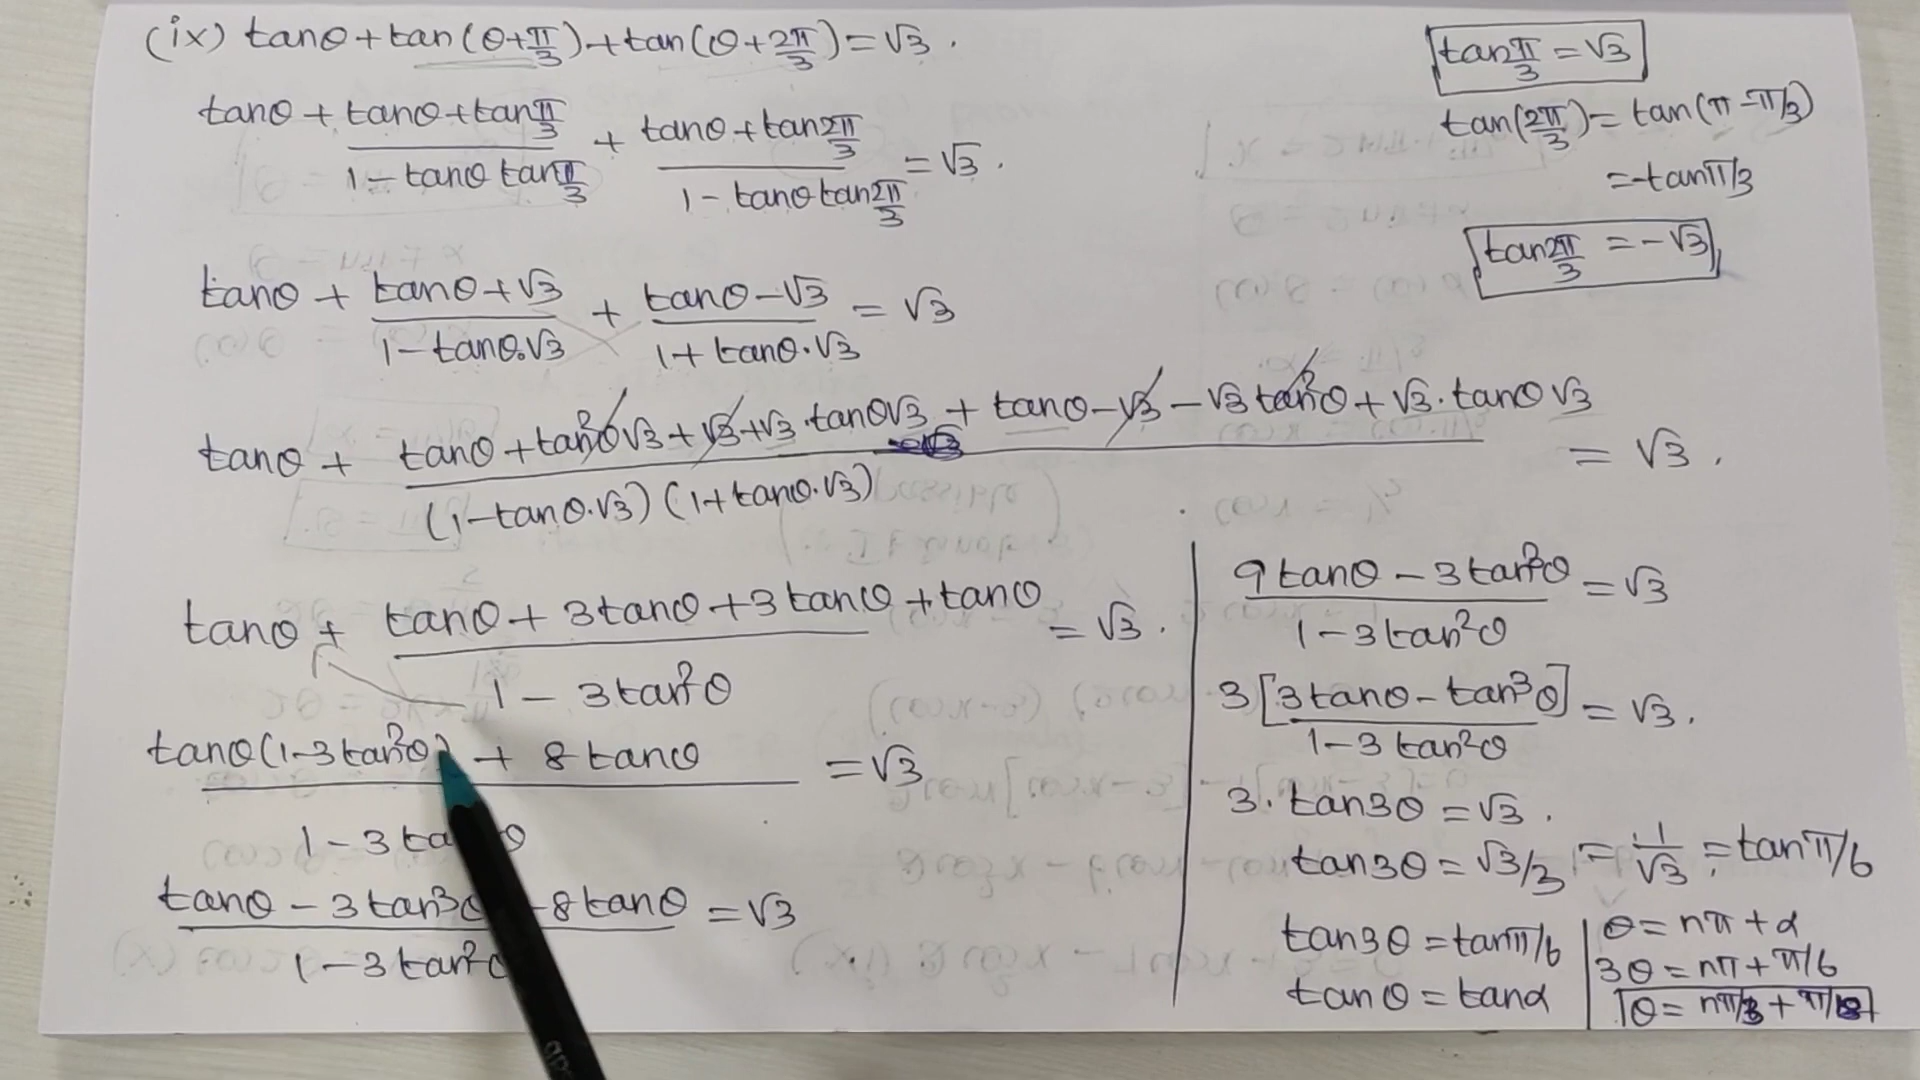 (ix) tanθ + tan(θ+π/3) + tan(θ+2π/3) = √3 .
tanθ + (tanθ + tan π/3)/(1 - tanθ tan π/3) + (tanθ + tan 2π/3)/(1 - tanθ tan 2π/3) = √3 .
tanθ + (tanθ + √3)/(1 - tanθ.√3) + (tanθ - √3)/(1 + tanθ.√3) = √3
tanθ + (tanθ + tan²θ√3 + √3 + √3.tanθ√3 + tanθ - √3 - √3 tan²θ + √3.tanθ√3)/((1 - tanθ.√3)(1 + tanθ.√3)) = √3 .
tanθ + (tanθ + 3tanθ + 3tanθ + tanθ)/(1 - 3tan²θ) = √3 .
(tanθ(1-3tan²θ) + 8tanθ)/(1 - 3ta θ) = √3
(tanθ - 3tan³θ 8tanθ)/(1 - 3tan²θ) = √3
tan π/3 = √3
tan(2π/3) = tan(π - π/3)
= -tan π/3
tan 2π/3 = -√3
(9tanθ - 3tan³θ)/(1 - 3tan²θ) = √3
3[3tanθ - tan³θ]/(1 - 3tan²θ) = √3 .
3.tan3θ = √3 .
tan3θ = √3/3 = 1/√3 = tan π/6
tan3θ = tan π/6
tanθ = tanα
θ = nπ + α
3θ = nπ + π/6
θ = nπ/3 + π/18